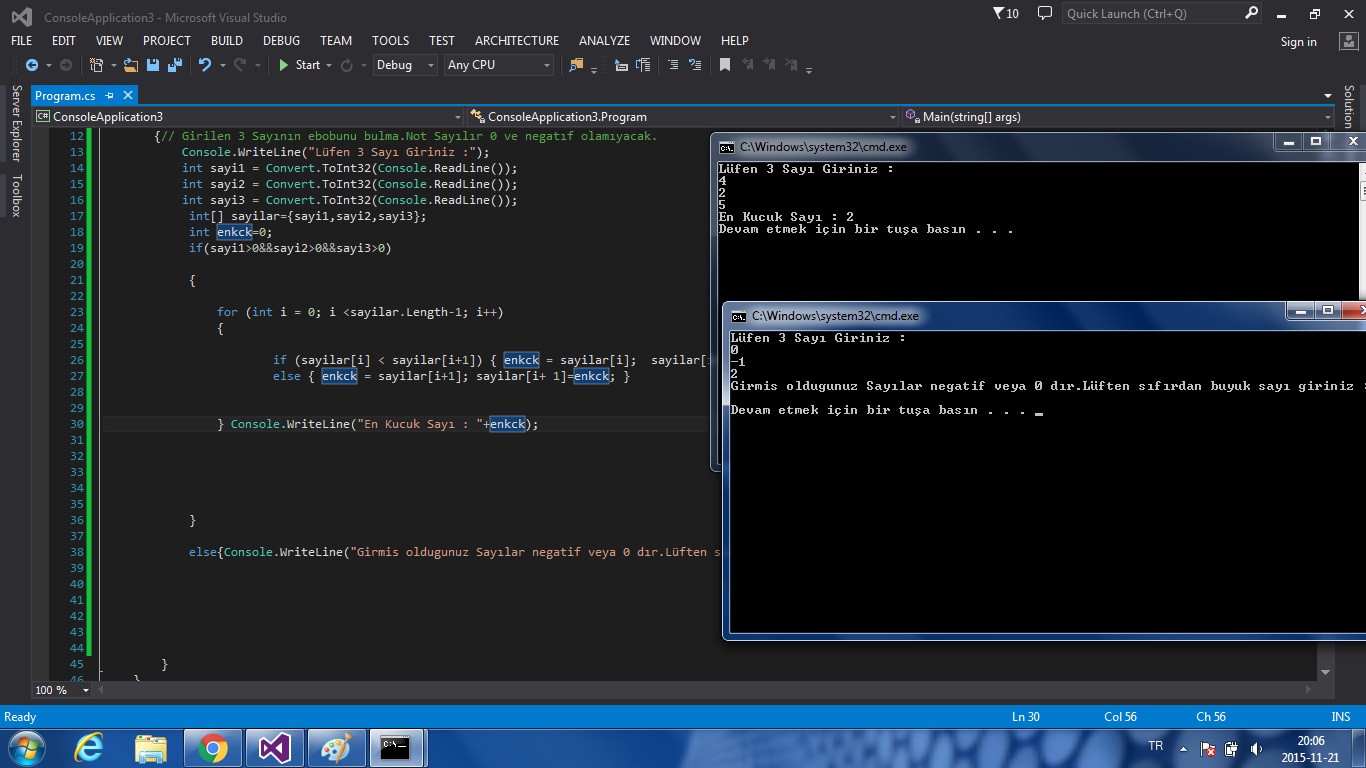 ConsoleApplication3 - Microsoft Visual Studio
10
Quick Launch (Ctrl+Q)
FILE EDIT VIEW PROJECT BUILD DEBUG TEAM TOOLS TEST ARCHITECTURE ANALYZE WINDOW HELP
Sign in
Start Debug Any CPU
Server Explorer
Toolbox
Solution
Program.cs
ConsoleApplication3
ConsoleApplication3.Program
Main(string[] args)
12 {// Girilen 3 Sayının ebobunu bulma.Not Sayılır 0 ve negatıf olamıyacak.
13 Console.WriteLine("Lüfen 3 Sayı Giriniz :");
14 int sayi1 = Convert.ToInt32(Console.ReadLine());
15 int sayi2 = Convert.ToInt32(Console.ReadLine());
16 int sayi3 = Convert.ToInt32(Console.ReadLine());
17 int[] sayilar={sayi1,sayi2,sayi3};
18 int enkck=0;
19 if(sayi1>0&&sayi2>0&&sayi3>0)
20
21 {
22
23 for (int i = 0; i <sayilar.Length-1; i++)
24 {
25
26 if (sayilar[i] < sayilar[i+1]) { enkck = sayilar[i]; sayilar[
27 else { enkck = sayilar[i+1]; sayilar[i+ 1]=enkck; }
28
29
30 } Console.WriteLine("En Kucuk Sayı : "+enkck);
31
32
33
34
35
36 }
37
38 else{Console.WriteLine("Girmis oldugunuz Sayılar negatif veya 0 dır.Lüften s
39
40
41
42
43
44
45 }
46 }
C:\Windows\system32\cmd.exe
Lüfen 3 Sayı Giriniz :
4
2
5
En Kucuk Sayı : 2
Devam etmek için bir tuşa basın . . .
C:\Windows\system32\cmd.exe
Lüfen 3 Sayı Giriniz :
0
-1
2
Girmis oldugunuz Sayılar negatif veya 0 dır.Lüften sıfırdan buyuk sayı giriniz :
Devam etmek için bir tuşa basın . . . _
100 %
Ready
Ln 30 Col 56 Ch 56 INS
TR
20:06
2015-11-21